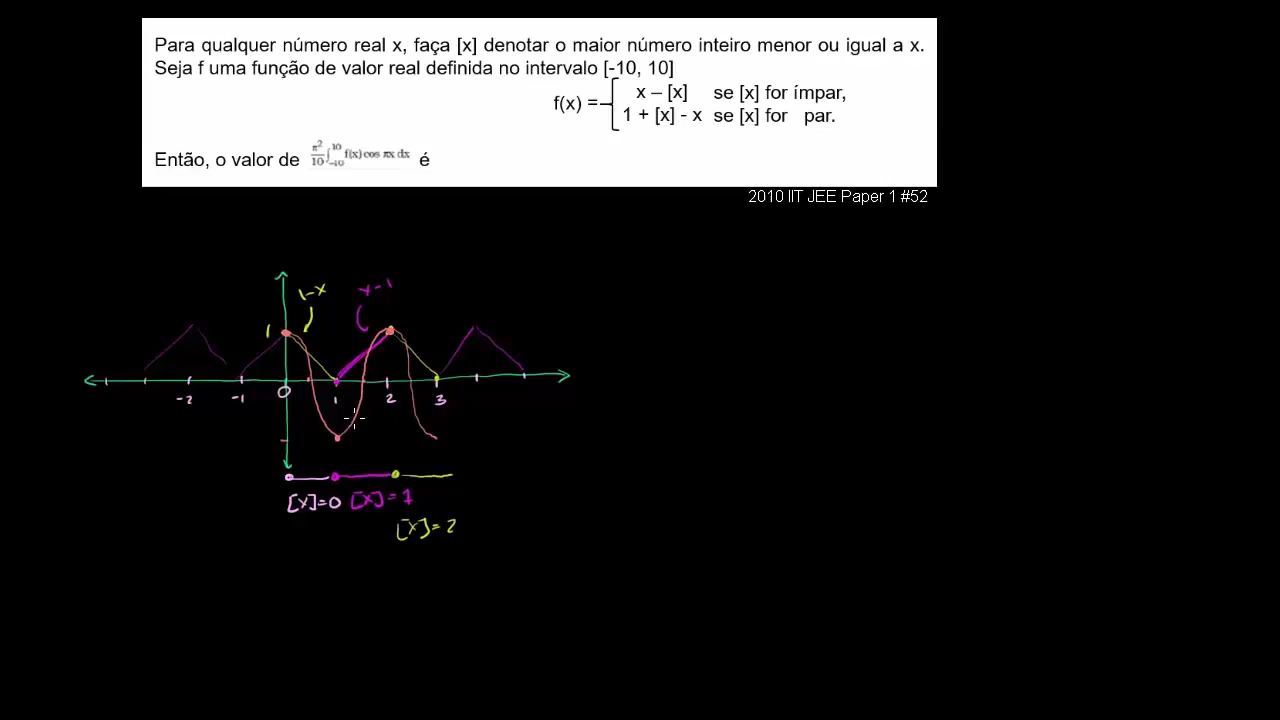 Para qualquer número real x, faça [x] denotar o maior número inteiro menor ou igual a x.
Seja f uma função de valor real definida no intervalo [-10, 10]
f(x) = { x – [x] se [x] for ímpar,
1 + [x] - x se [x] for par.
Então, o valor de π²/10 ∫₋₁₀¹⁰ f(x) cos πx dx é
2010 IIT JEE Paper 1 #52
1-x
x-1
1
-2 -1 0 1 2 3
[x]=0 [x]=1
[x]=2